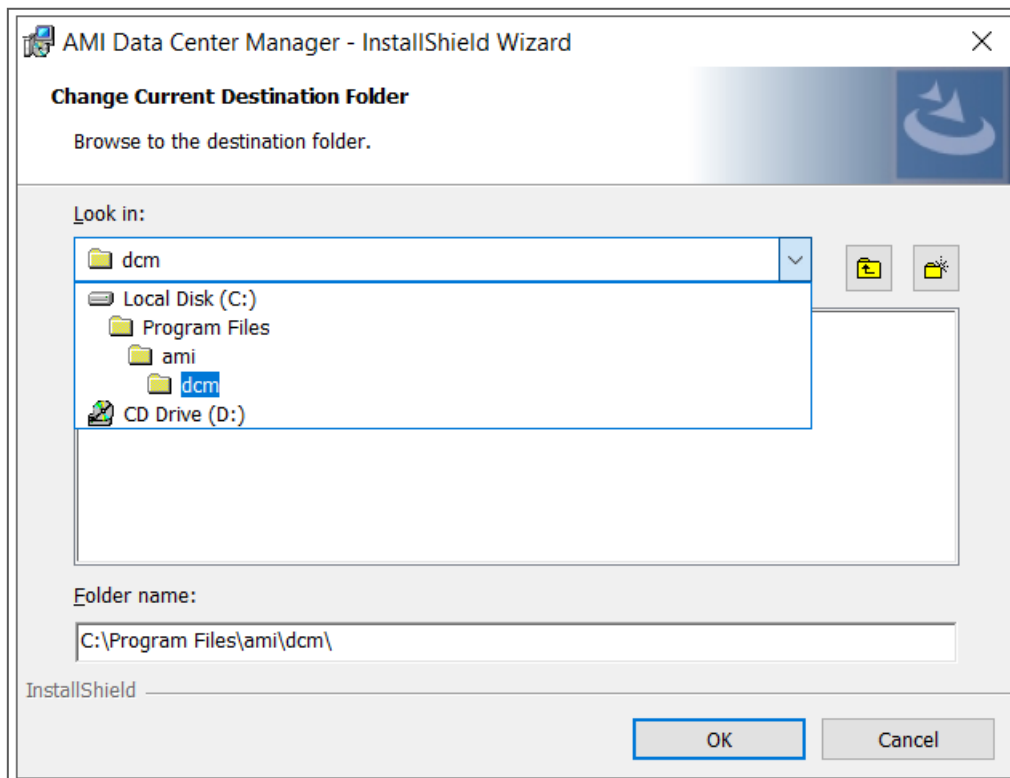 AMI Data Center Manager - InstallShield Wizard
Change Current Destination Folder
Browse to the destination folder.
Look in:
dcm
Local Disk (C:)
Program Files
ami
dcm
CD Drive (D:)
Folder name:
C:\Program Files\ami\dcm\
InstallShield
OK Cancel